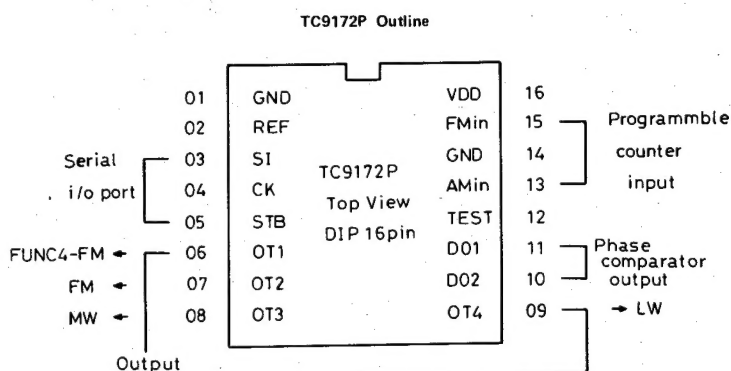 TC9172P Outline
01 GND VDD 16
02 REF FMin 15 Programmble
Serial 03 SI GND 14 counter
i/o port 04 CK TC9172P AMin 13 input
05 STB Top View TEST 12
DIP 16pin
FUNC4-FM 06 OT1 DO1 11 Phase
comparator
FM 07 OT2 DO2 10 output
MW 08 OT3 OT4 09 → LW
Output